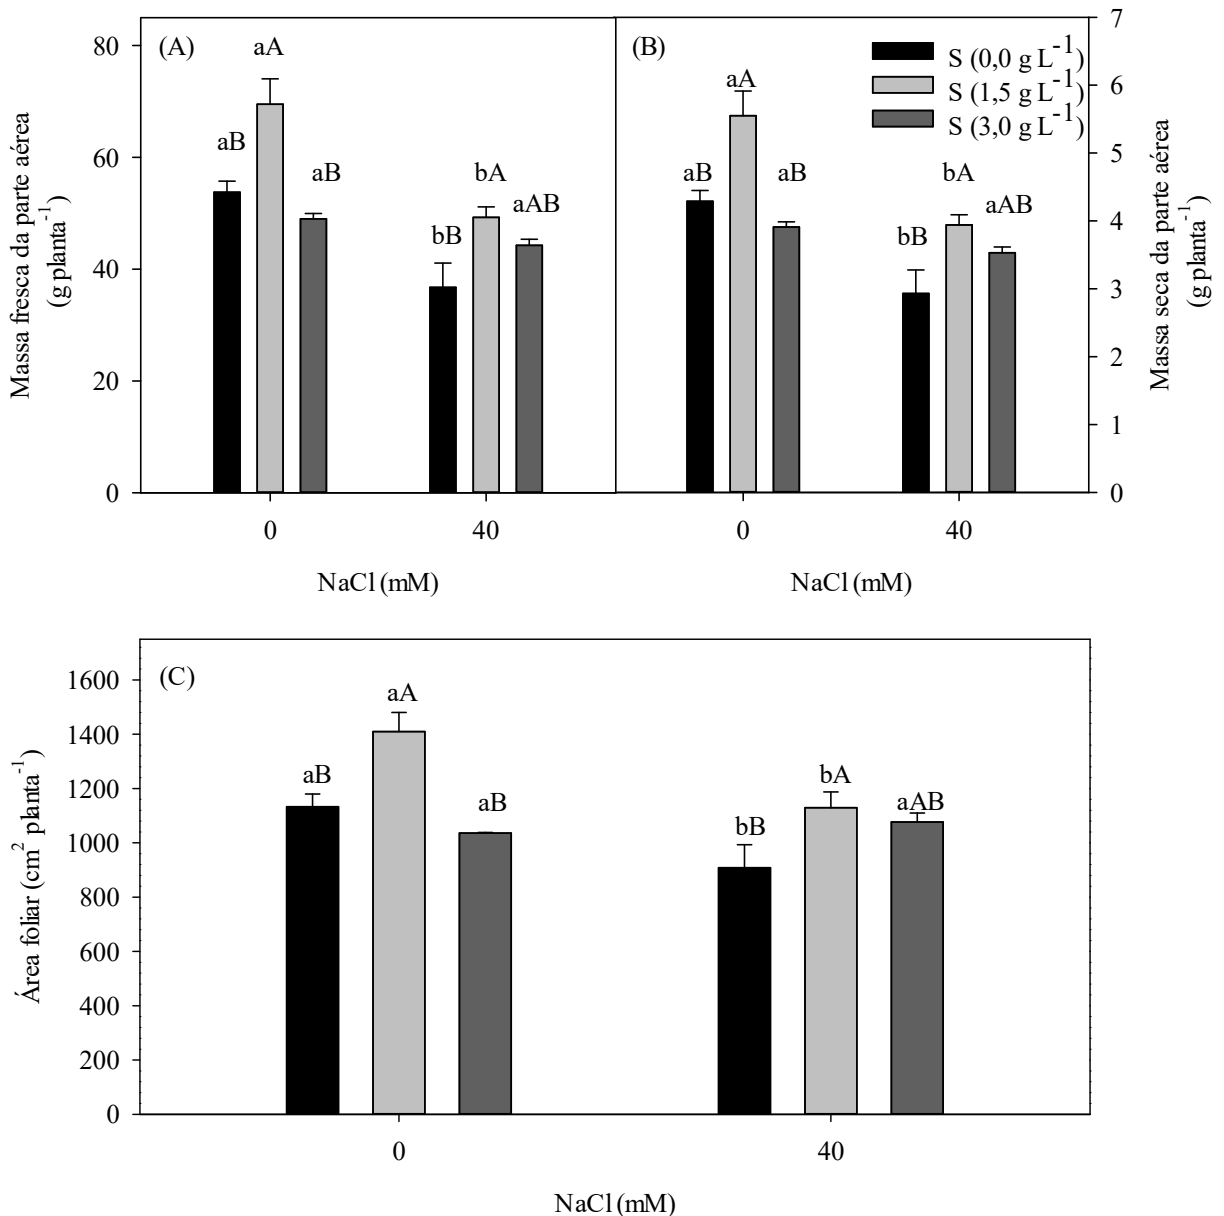 (A)
80
60
40
20
0
Massa fresca da parte aérea
(g planta⁻¹)
aB
aA
aB
bB
bA
aAB
0
40
NaCl (mM)
(B)
S (0,0 g L⁻¹)
S (1,5 g L⁻¹)
S (3,0 g L⁻¹)
aB
aA
aB
bB
bA
aAB
7
6
5
4
3
2
1
0
Massa seca da parte aérea
(g planta⁻¹)
0
40
NaCl (mM)
(C)
1600
1400
1200
1000
800
600
400
200
0
Área foliar (cm² planta⁻¹)
aB
aA
aB
bB
bA
aAB
0
40
NaCl (mM)